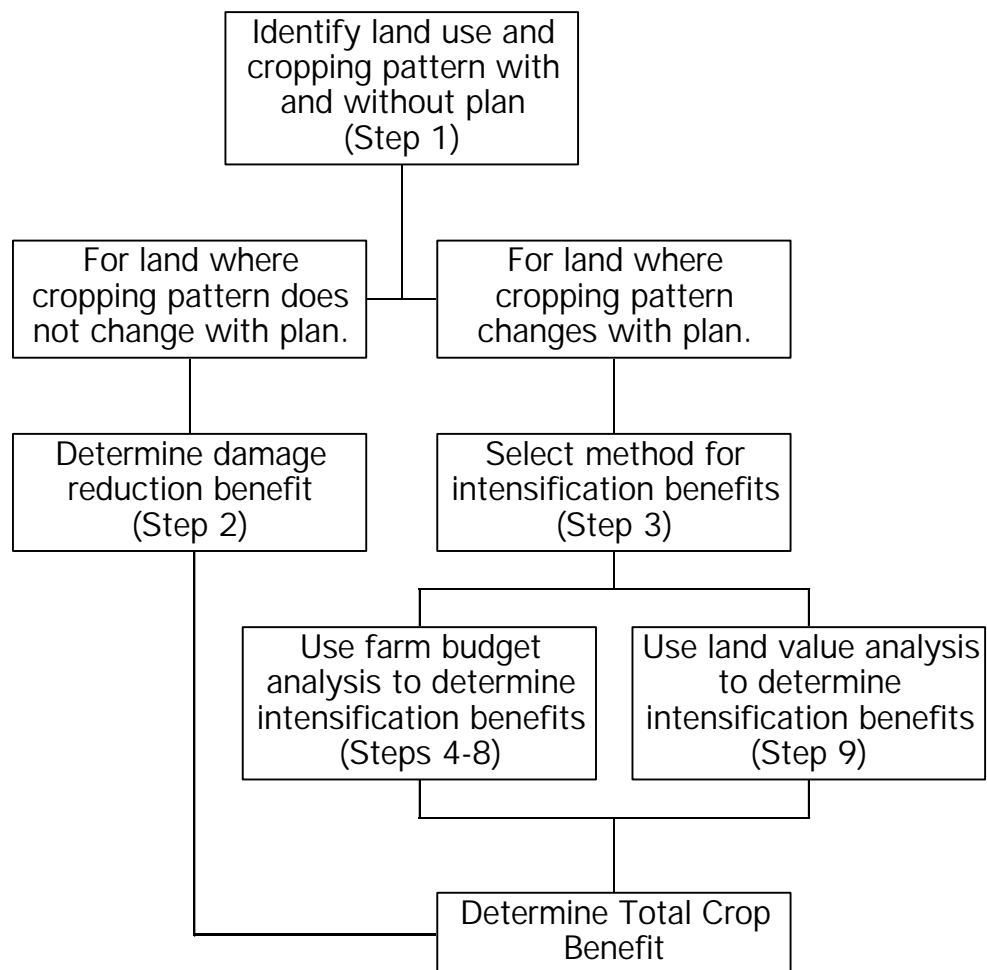 Identify land use and
cropping pattern with
and without plan
(Step 1)
For land where
cropping pattern does
not change with plan.
For land where
cropping pattern
changes with plan.
Determine damage
reduction benefit
(Step 2)
Select method for
intensification benefits
(Step 3)
Use farm budget
analysis to determine
intensification benefits
(Steps 4-8)
Use land value analysis
to determine
intensification benefits
(Step 9)
Determine Total Crop
Benefit